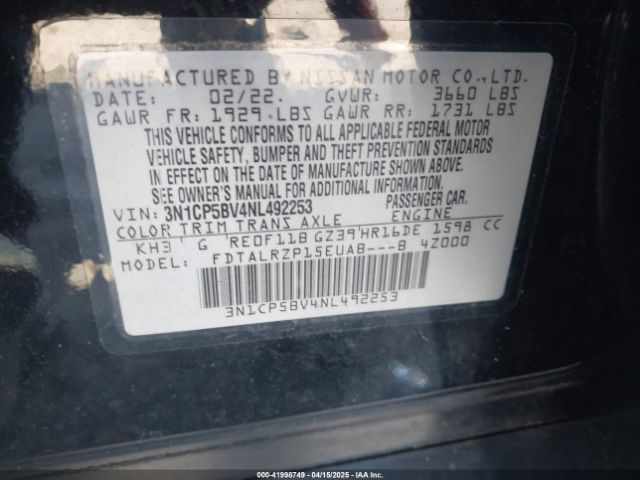 MANUFACTURED BY NISSAN MOTOR CO.,LTD.
DATE: 02/22. GVWR: 3660 LBS
GAWR FR: 1929 LBS GAWR RR: 1731 LBS
THIS VEHICLE CONFORMS TO ALL APPLICABLE FEDERAL MOTOR
VEHICLE SAFETY, BUMPER AND THEFT PREVENTION STANDARDS
IN EFFECT ON THE DATE OF MANUFACTURE SHOWN ABOVE.
SEE OWNER'S MANUAL FOR ADDITIONAL INFORMATION.
VIN: 3N1CP5BV4NL492253 PASSENGER CAR.
COLOR TRIM TRANS AXLE ENGINE
KH3 G RE0F11B GZ39 HR16DE 1598 CC
MODEL: FDTALRZP15EUAB---B 4Z000
3N1CP5BV4NL492253
000-41998749 - 04/15/2025 - IAA Inc.